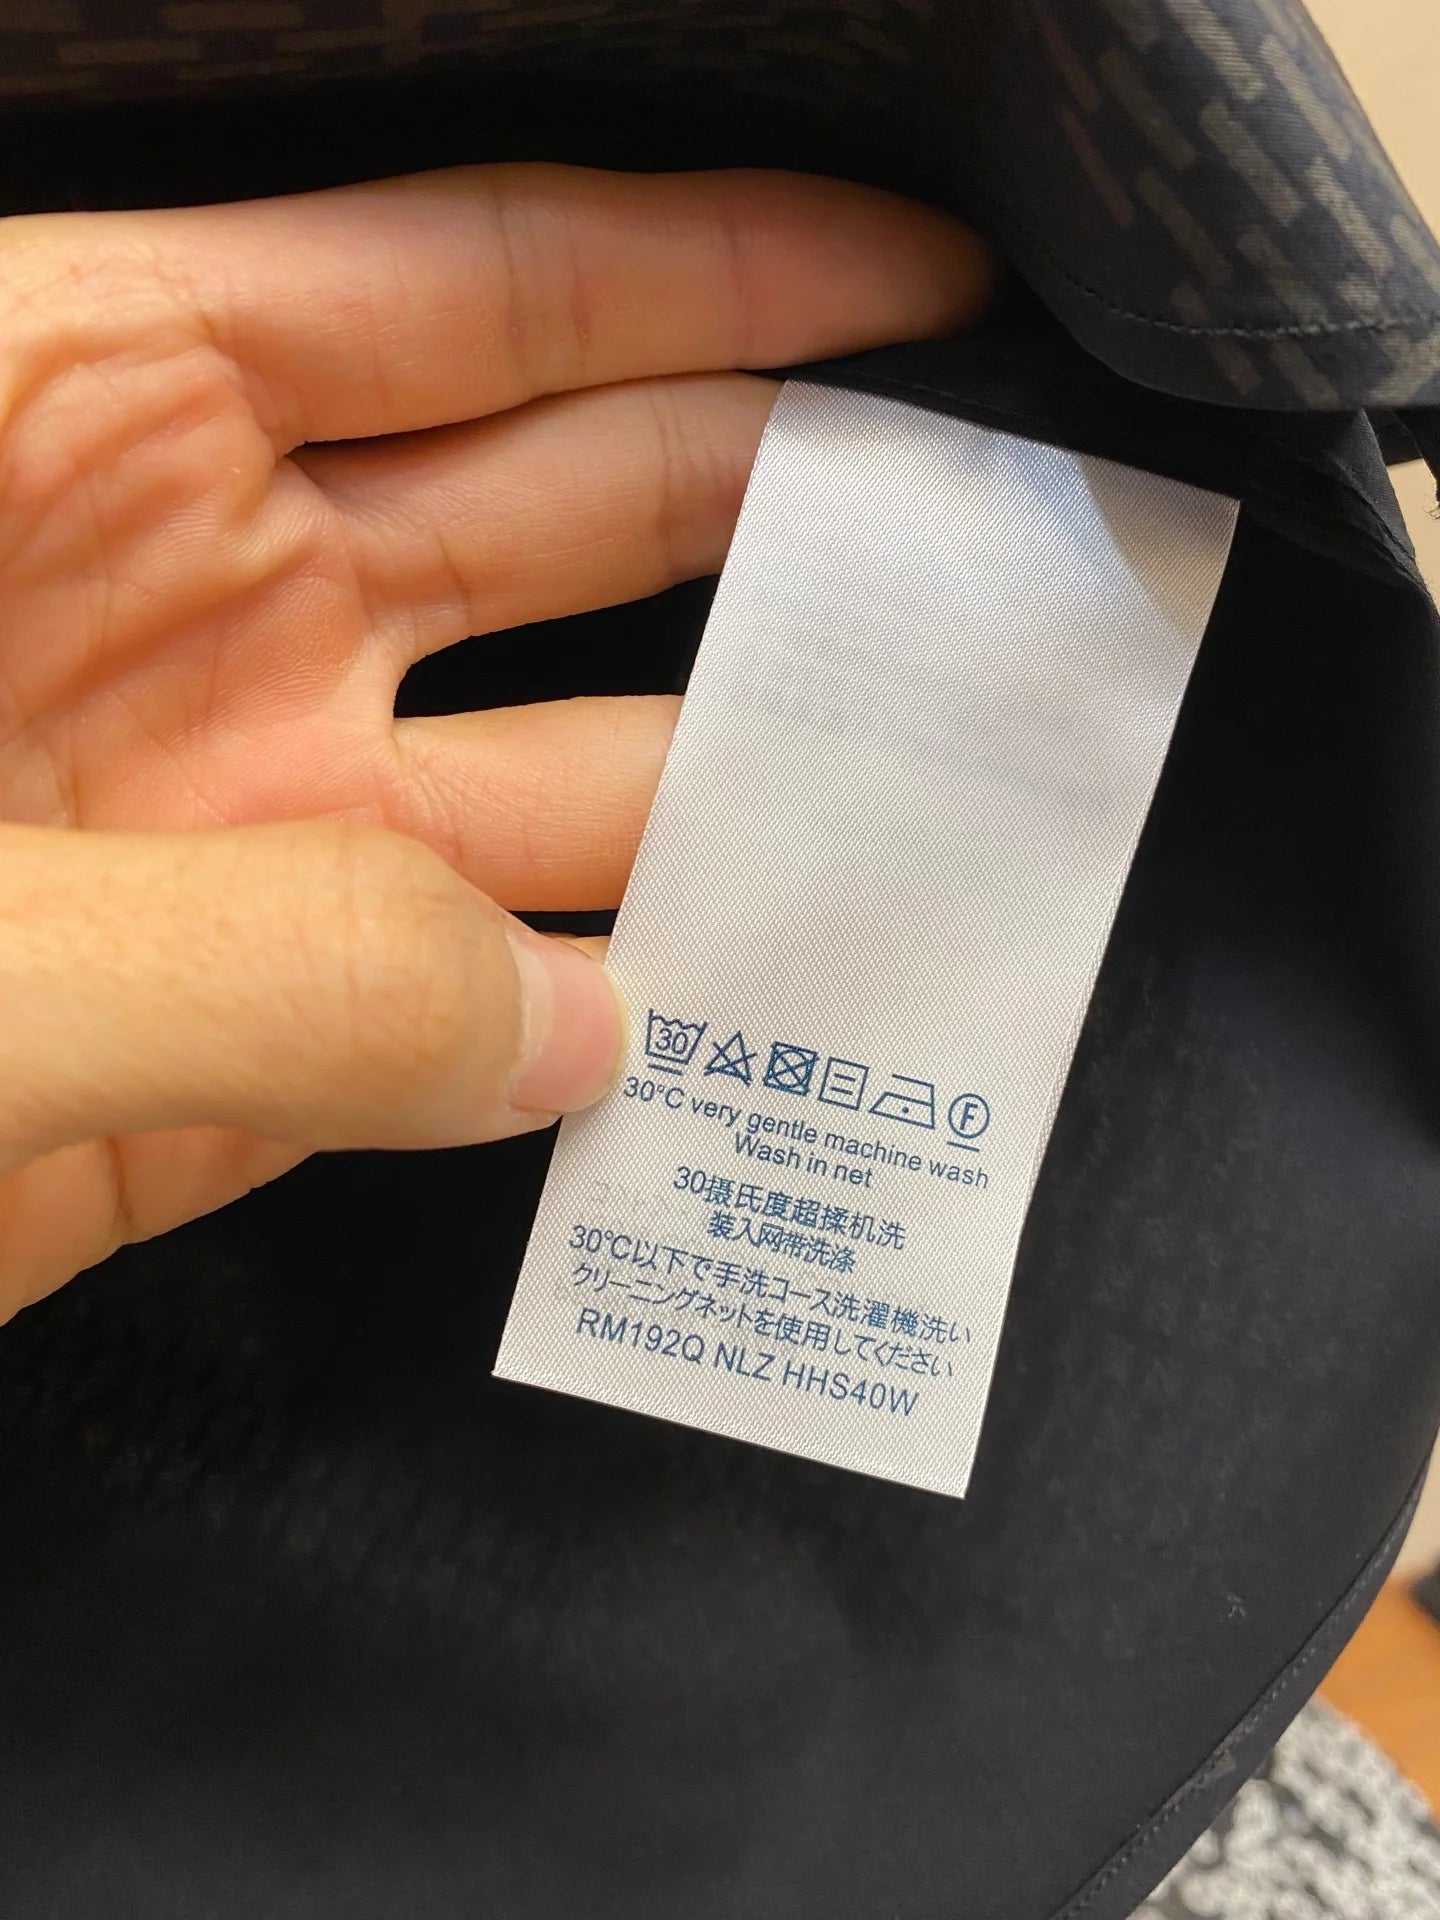 30
F
30°C very gentle machine wash
Wash in net
30摄氏度超揉机洗
装入网带洗涤
30°C以下で手洗コース洗濯機洗い
クリーニングネットを使用してください
RM192Q NLZ HHS40W